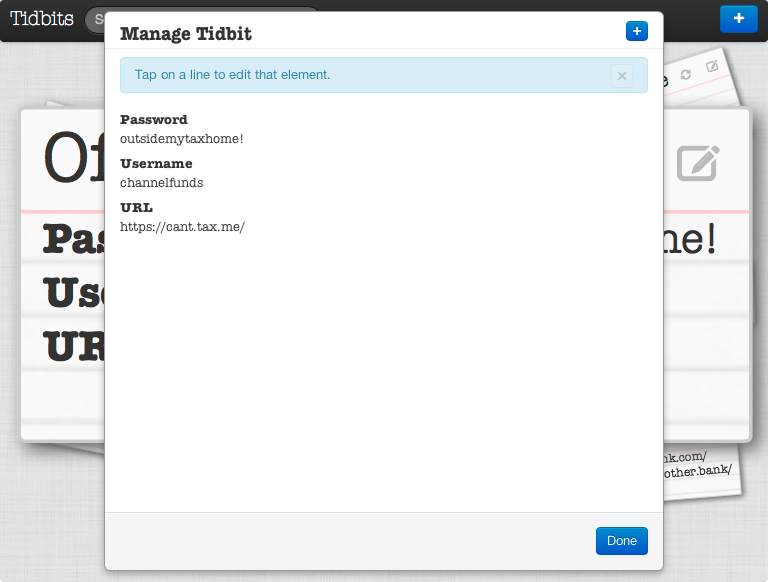 Tidbits
Manage Tidbit
Tap on a line to edit that element.
Password
outsidemytaxhome!
Username
channelfunds
URL
https://cant.tax.me/
Done
Of
Pas
me!
Use
UR
nk.com/
other.bank/